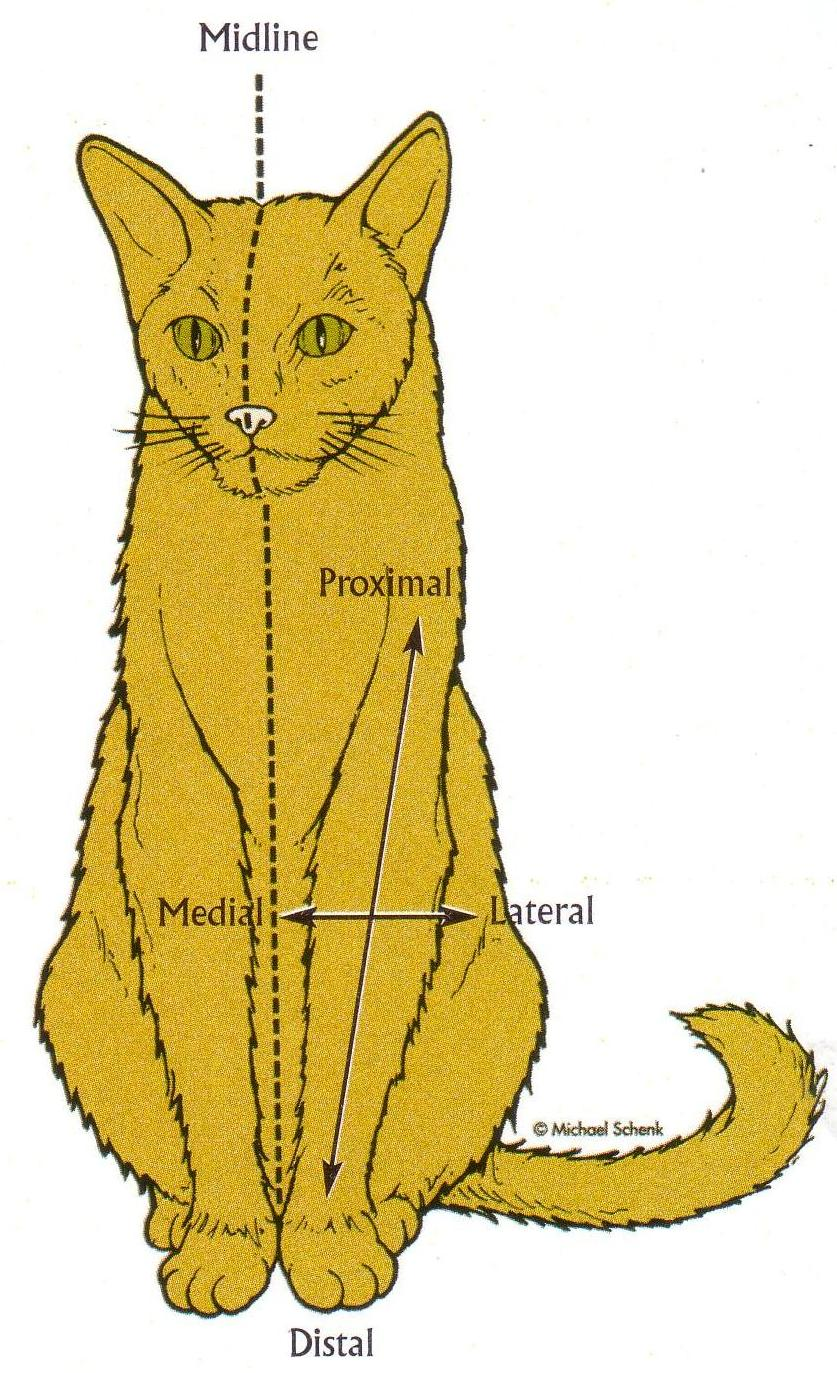 Midline
Proximal
Medial
Lateral
© Michael Schenk
Distal